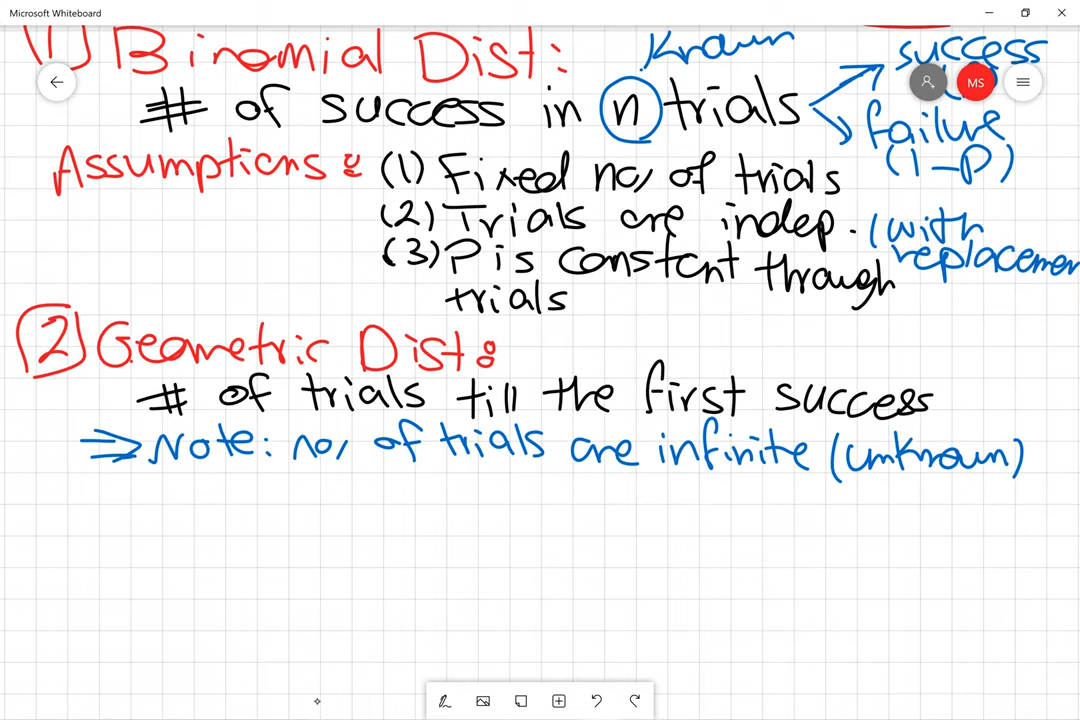 Microsoft Whiteboard
(1) Binomial Dist:
Known
success
# of success in n trials
MS
failure
(1-P)
Assumptions: (1) Fixed no, of trials
(2) Trials are indep. (with
replacemen
(3) P is constant through
trials
2) Geometric Dist:
# of trials till the first success
⇒ Note: no, of trials are infinite (unknown)